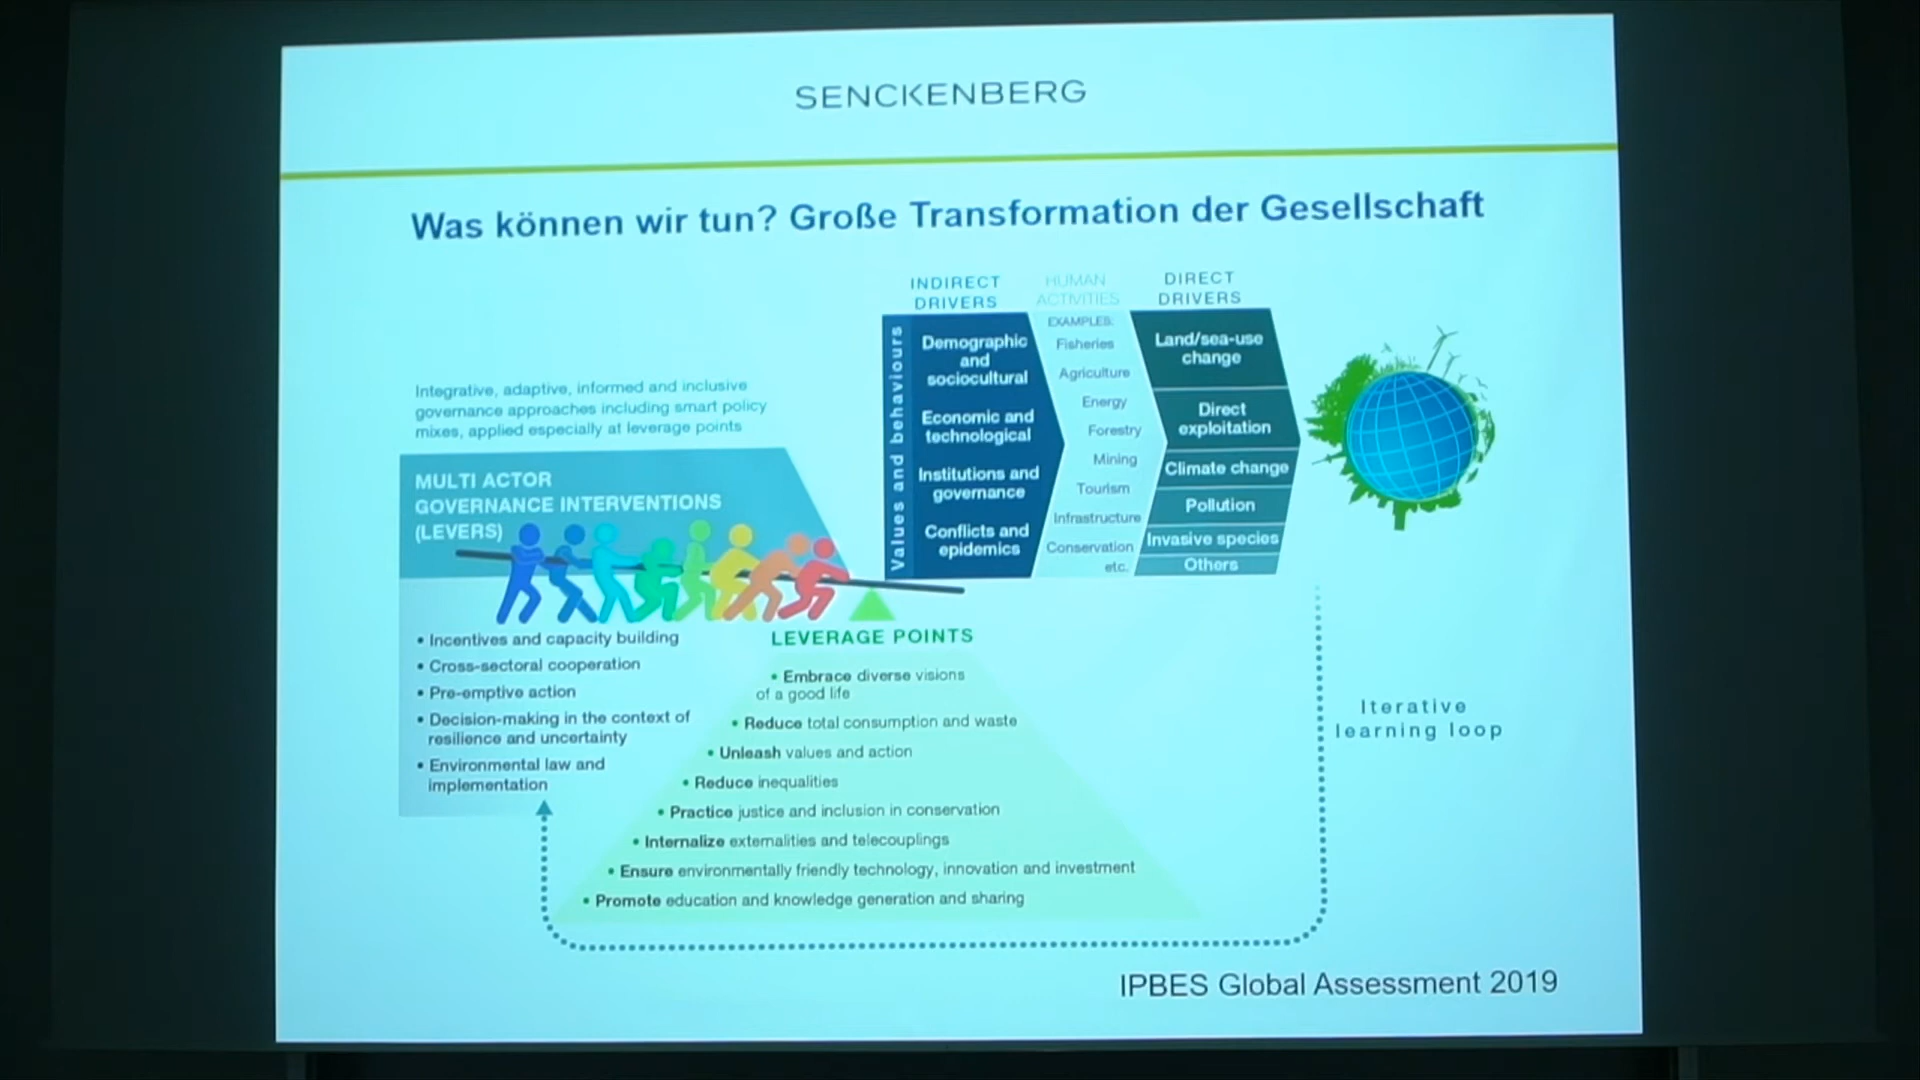 SENCKENBERG
Was können wir tun? Große Transformation der Gesellschaft
INDIRECT
DRIVERS
HUMAN
ACTIVITIES
DIRECT
DRIVERS
Values and behaviours
Demographic
and
sociocultural
Economic and
technological
Institutions and
governance
Conflicts and
epidemics
EXAMPLES:
Fisheries
Agriculture
Energy
Forestry
Mining
Tourism
Infrastructure
Conservation
etc.
Land/sea-use
change
Direct
exploitation
Climate change
Pollution
Invasive species
Others
Integrative, adaptive, informed and inclusive
governance approaches including smart policy
mixes, applied especially at leverage points
MULTI ACTOR
GOVERNANCE INTERVENTIONS
(LEVERS)
• Incentives and capacity building
• Cross-sectoral cooperation
• Pre-emptive action
• Decision-making in the context of
resilience and uncertainty
• Environmental law and
implementation
LEVERAGE POINTS
• Embrace diverse visions
of a good life
• Reduce total consumption and waste
• Unleash values and action
• Reduce inequalities
• Practice justice and inclusion in conservation
• Internalize externalities and telecouplings
• Ensure environmentally friendly technology, innovation and investment
• Promote education and knowledge generation and sharing
Iterative
learning loop
IPBES Global Assessment 2019